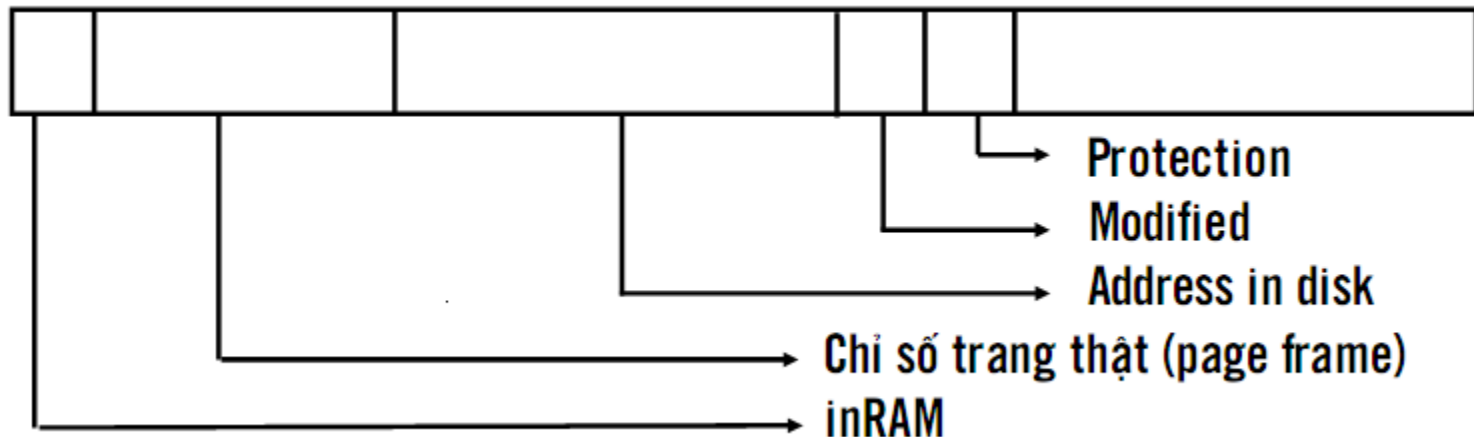 Protection
Modified
Address in disk
Chỉ số trang thật (page frame)
inRAM